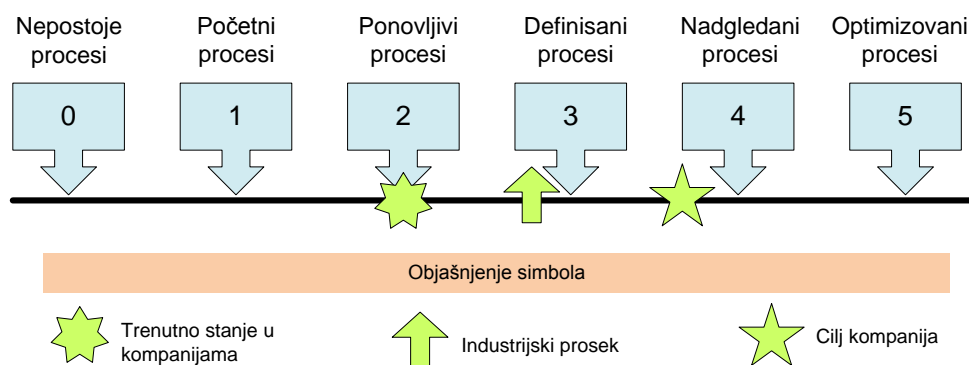 Nepostoje procesi
Početni procesi
Ponovljivi procesi
Definisani procesi
Nadgledani procesi
Optimizovani procesi
0
1
2
3
4
5
Objašnjenje simbola
Trenutno stanje u
kompanijama
Industrijski prosek
Cilj kompanija